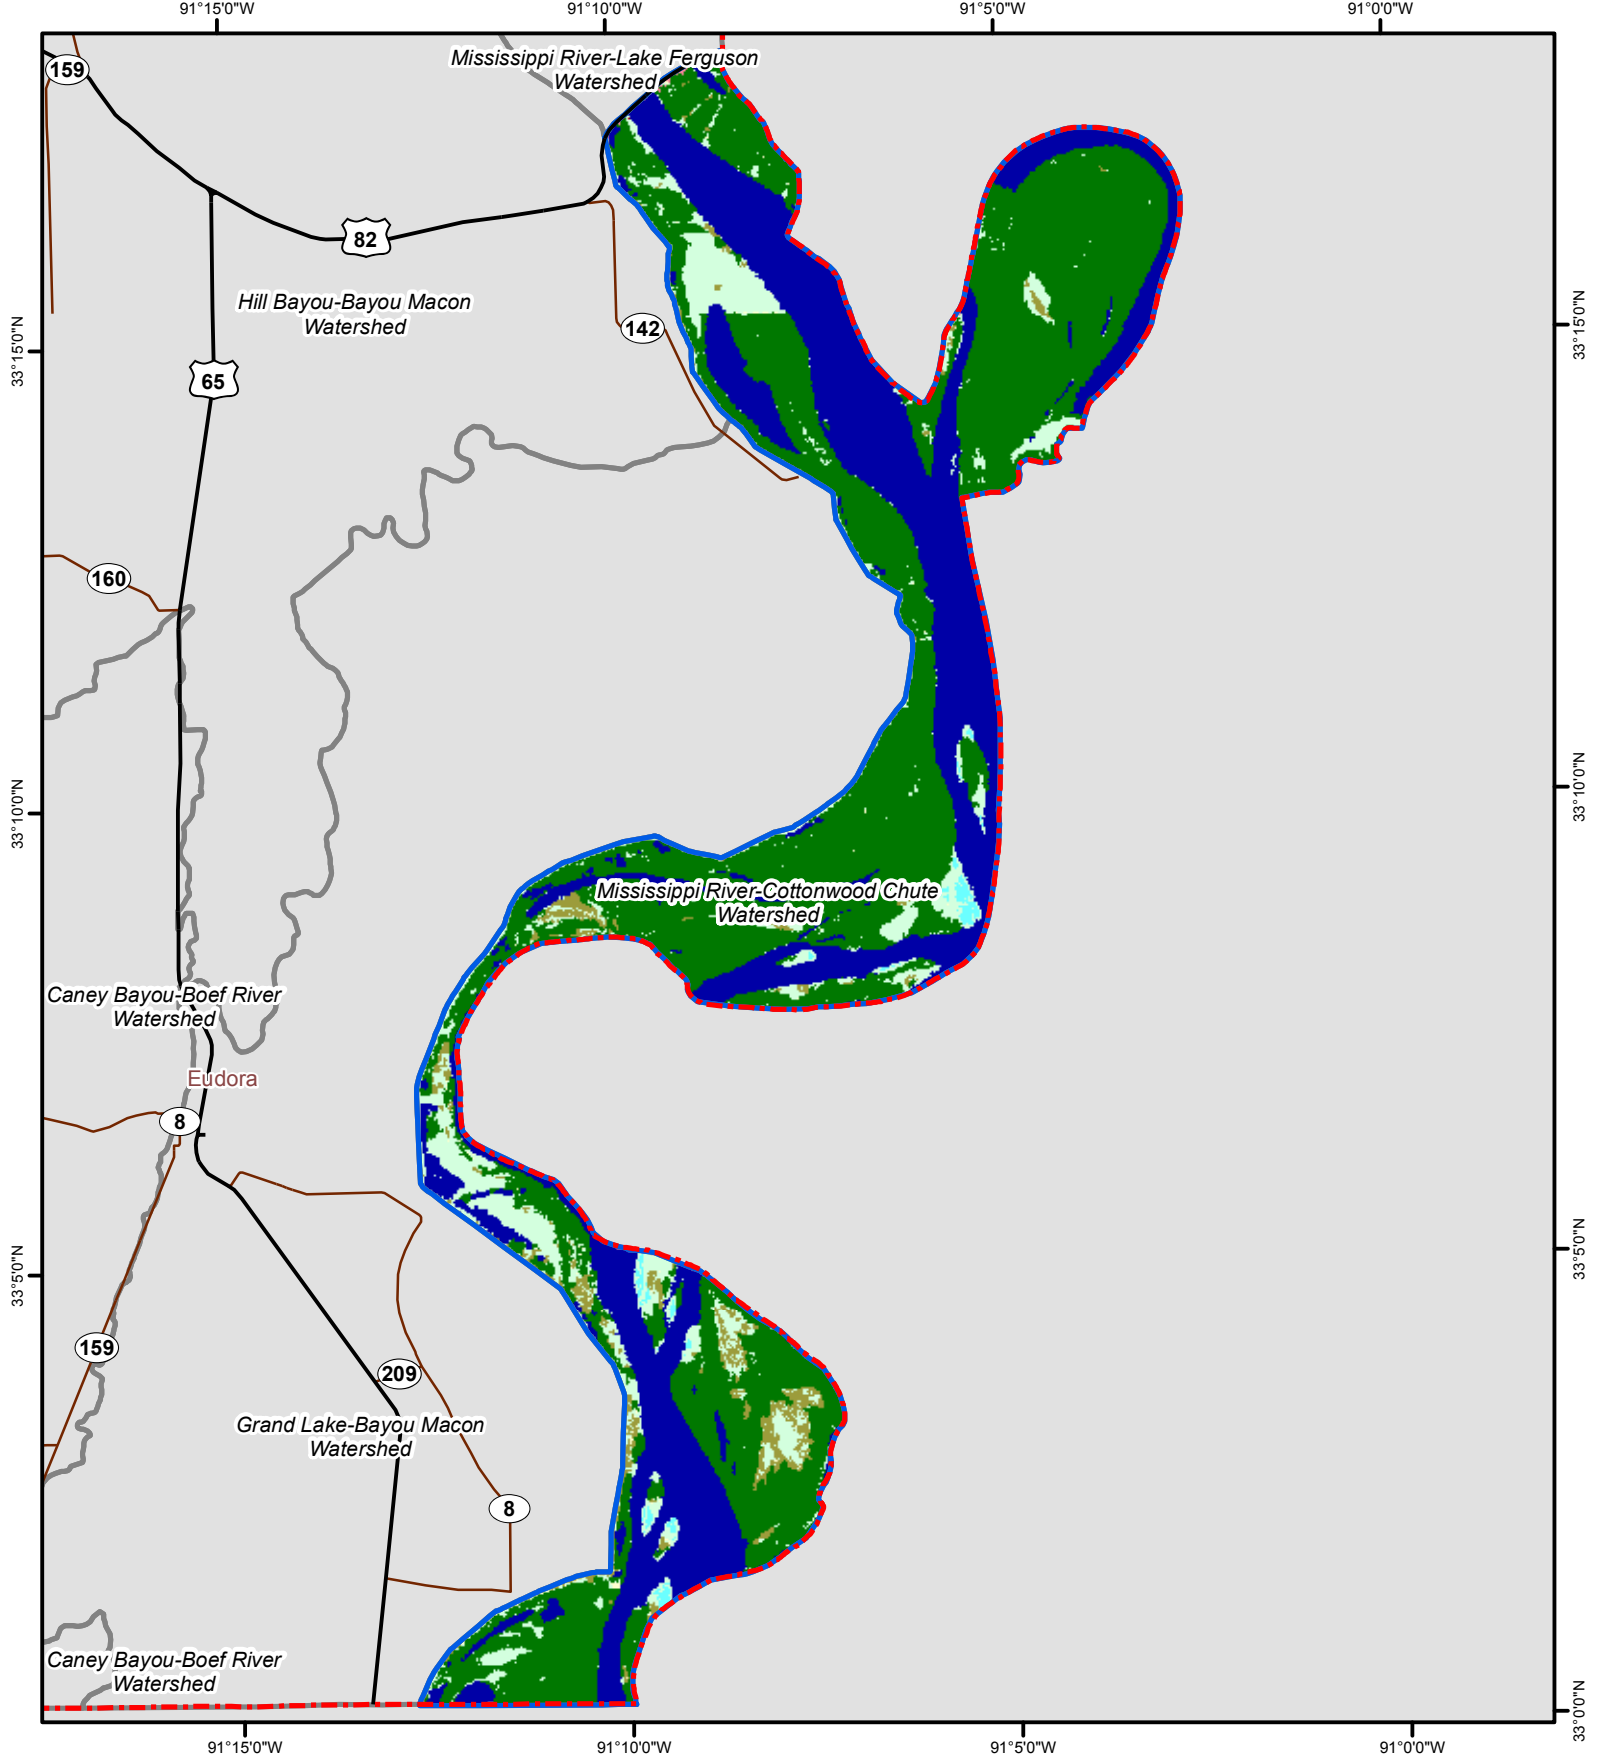 91°15'0"W
91°10'0"W
91°5'0"W
91°0'0"W
159
Mississippi River-Lake Ferguson
Watershed
82
Hill Bayou-Bayou Macon
Watershed
142
33°15'0"N
33°15'0"N
65
160
33°10'0"N
33°10'0"N
Mississippi River-Cottonwood Chute
Watershed
Caney Bayou-Boef River
Watershed
Eudora
8
33°5'0"N
33°5'0"N
159
209
Grand Lake-Bayou Macon
Watershed
8
Caney Bayou-Boef River
Watershed
33°0'0"N
91°15'0"W
91°10'0"W
91°5'0"W
91°0'0"W